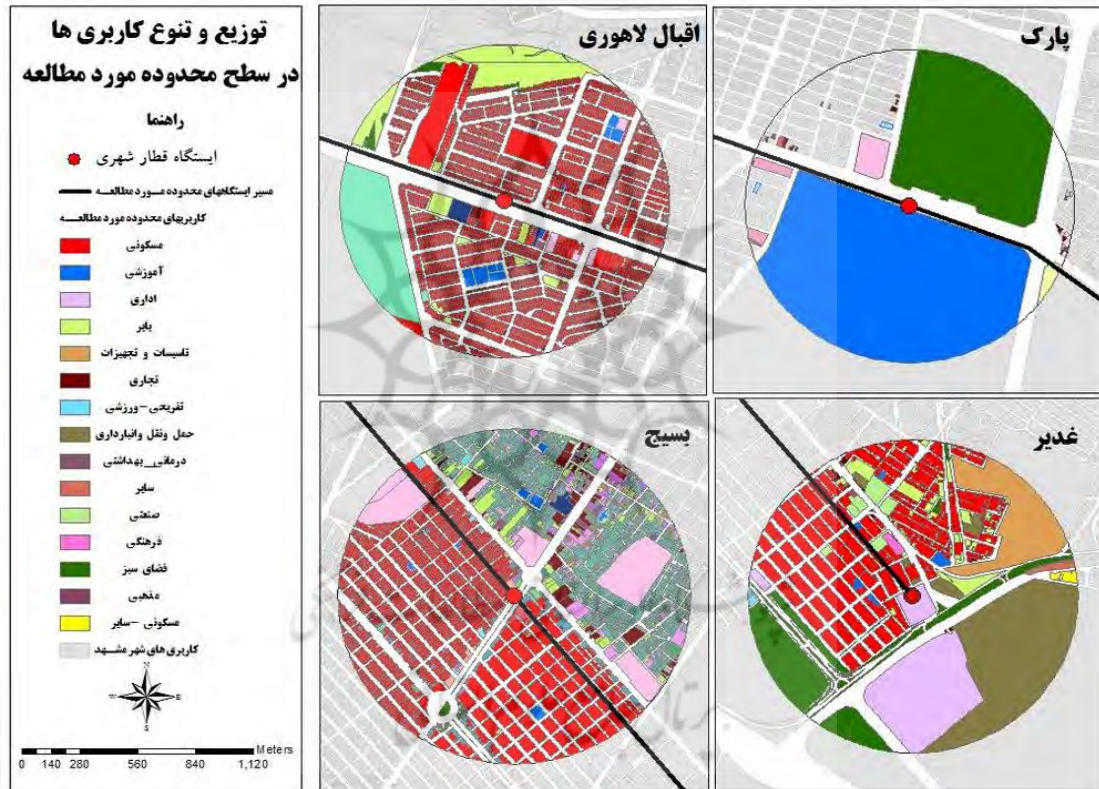 توزیع و تنوع کاربری ها
در سطح محدوده مورد مطالعه
راهنما
ایستگاه قطار شهری
مسیر ایستگاههای محدوده مورد مطالعه
کاربریهای محدوده مورد مطالعه
مسکونی
آموزشی
اداری
بایر
تاسیسات و تجهیزات
تجاری
تفریحی-ورزشی
حمل ونقل وانبارداری
درمانی_بهداشتی
سایر
صنعتی
فرهنگی
فضای سبز
مذهبی
مسکونی -سایر
کاربری های شهر مشهد
N
W E
S
Meters
0 140 280 560 840 1,120
اقبال لاهوری
پارک
بسیج
غدیر